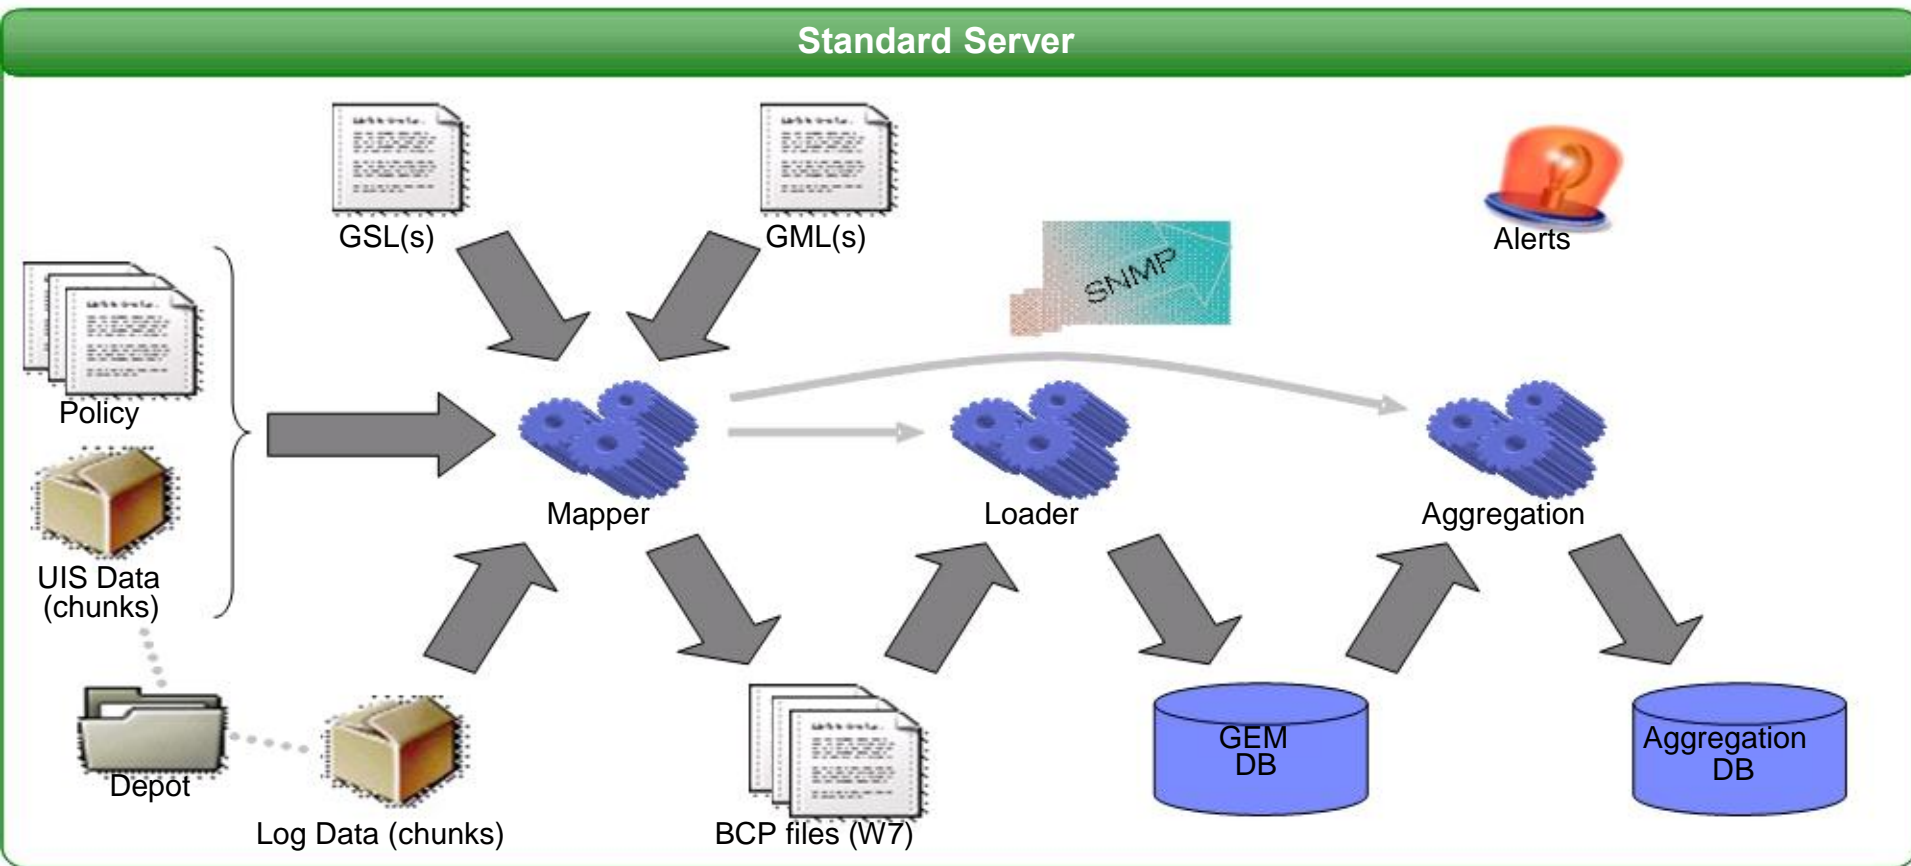 Standard Server
GSL(s)
GML(s)
SNMP
Alerts
Policy
Mapper
Loader
Aggregation
UIS Data
(chunks)
Depot
Log Data (chunks)
BCP files (W7)
GEM
DB
Aggregation
DB